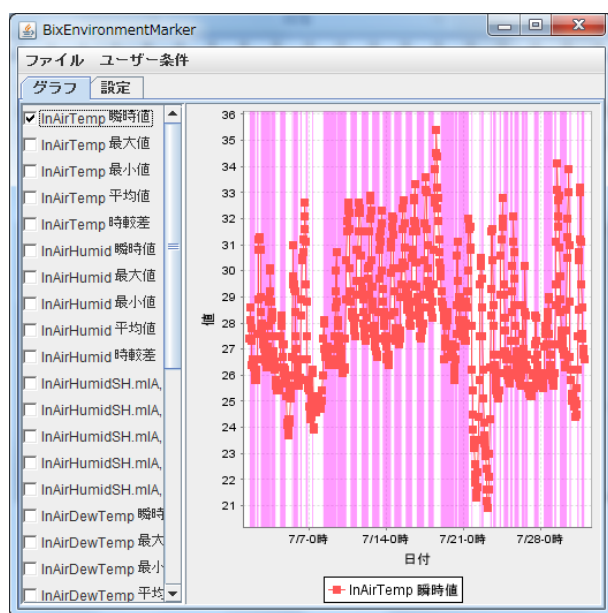 BixEnvironmentMarker
ファイル ユーザー条件
グラフ 設定
InAirTemp 瞬時値
InAirTemp 最大値
InAirTemp 最小値
InAirTemp 平均値
InAirTemp 時較差
InAirHumid 瞬時値
InAirHumid 最大値
InAirHumid 最小値
InAirHumid 平均値
InAirHumid 時較差
InAirHumidSH.mIA,
InAirHumidSH.mIA,
InAirHumidSH.mIA,
InAirHumidSH.mIA,
InAirHumidSH.mIA,
InAirDewTemp 瞬時
InAirDewTemp 最大
InAirDewTemp 最小
InAirDewTemp 平均
36
35
34
33
32
31
30
29
28
27
26
25
24
23
22
21
値
7/7-0時 7/14-0時 7/21-0時 7/28-0時
日付
InAirTemp 瞬時値